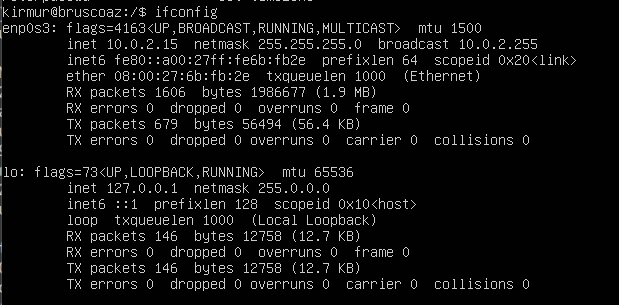 kirmur@bruscoaz:/$ ifconfig
enp0s3: flags=4163<UP,BROADCAST,RUNNING,MULTICAST>  mtu 1500
        inet 10.0.2.15  netmask 255.255.255.0  broadcast 10.0.2.255
        inet6 fe80::a00:27ff:fe6b:fb2e  prefixlen 64  scopeid 0x20<link>
        ether 08:00:27:6b:fb:2e  txqueuelen 1000  (Ethernet)
        RX packets 1606  bytes 1986677 (1.9 MB)
        RX errors 0  dropped 0  overruns 0  frame 0
        TX packets 679  bytes 56494 (56.4 KB)
        TX errors 0  dropped 0 overruns 0  carrier 0  collisions 0

lo: flags=73<UP,LOOPBACK,RUNNING>  mtu 65536
        inet 127.0.0.1  netmask 255.0.0.0
        inet6 ::1  prefixlen 128  scopeid 0x10<host>
        loop  txqueuelen 1000  (Local Loopback)
        RX packets 146  bytes 12758 (12.7 KB)
        RX errors 0  dropped 0  overruns 0  frame 0
        TX packets 146  bytes 12758 (12.7 KB)
        TX errors 0  dropped 0 overruns 0  carrier 0  collisions 0